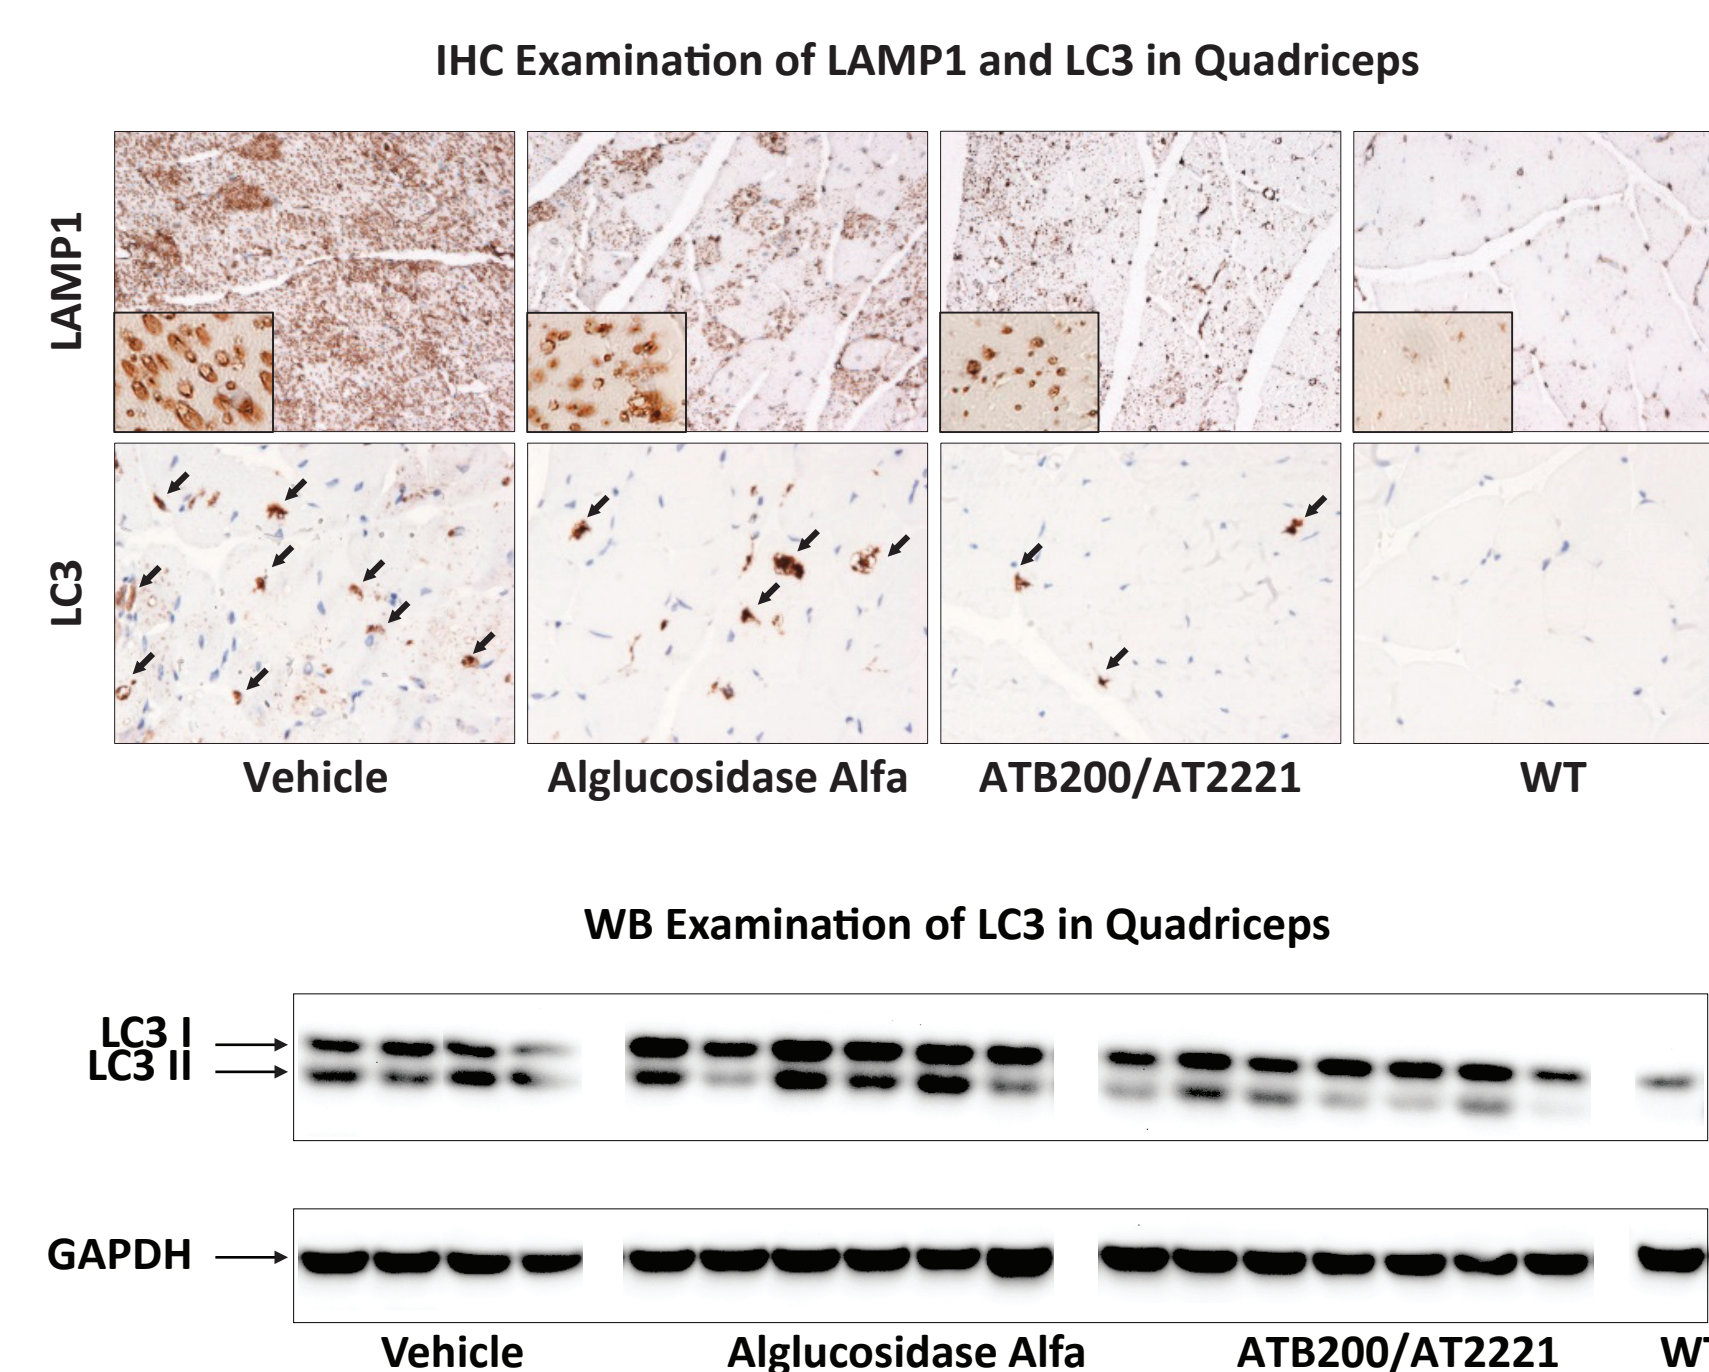 IHC Examination of LAMP1 and LC3 in Quadriceps
LAMP1
LC3
Vehicle
Alglucosidase Alfa
ATB200/AT2221
WT
WB Examination of LC3 in Quadriceps
LC3 I
LC3 II
GAPDH
Vehicle
Alglucosidase Alfa
ATB200/AT2221
WT